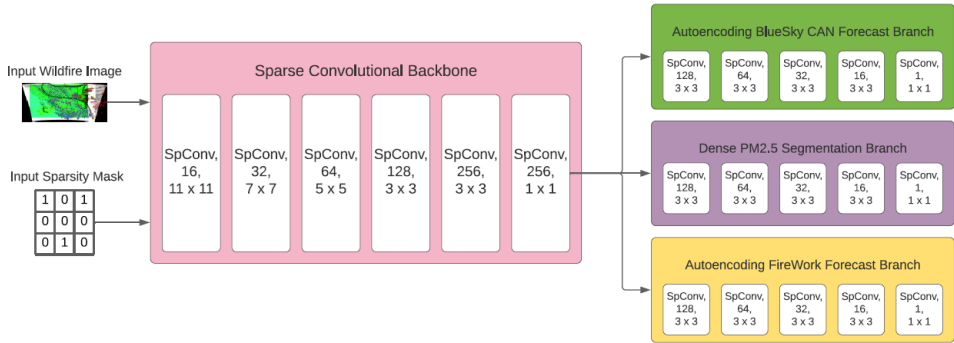 Input Wildfire Image
Input Sparsity Mask
1 0 1
0 0 0
0 1 0
Sparse Convolutional Backbone
SpConv,
16,
11 x 11
SpConv,
32,
7 x 7
SpConv,
64,
5 x 5
SpConv,
128,
3 x 3
SpConv,
256,
3 x 3
SpConv,
256,
1 x 1
Autoencoding BlueSky CAN Forecast Branch
SpConv,
128,
3 x 3
SpConv,
64,
3 x 3
SpConv,
32,
3 x 3
SpConv,
16,
3 x 3
SpConv,
1,
1 x 1
Dense PM2.5 Segmentation Branch
SpConv,
128,
3 x 3
SpConv,
64,
3 x 3
SpConv,
32,
3 x 3
SpConv,
16,
3 x 3
SpConv,
1,
1 x 1
Autoencoding FireWork Forecast Branch
SpConv,
128,
3 x 3
SpConv,
64,
3 x 3
SpConv,
32,
3 x 3
SpConv,
16,
3 x 3
SpConv,
1,
1 x 1